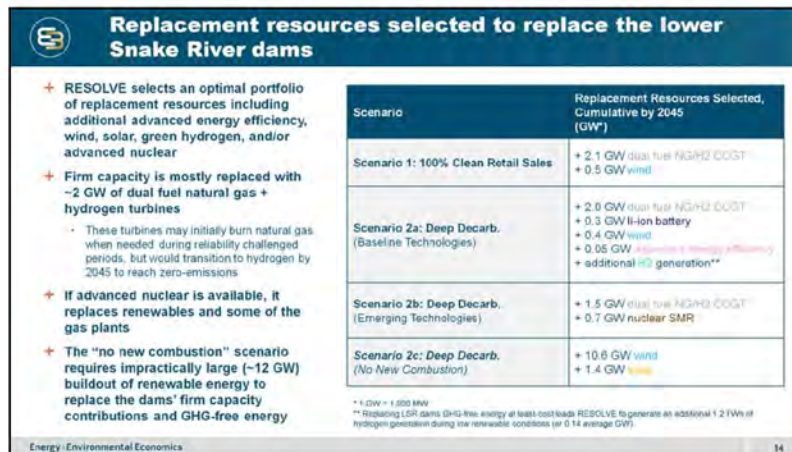 Replacement resources selected to replace the lower
Snake River dams
+ RESOLVE selects an optimal portfolio
of replacement resources including
additional advanced energy efficiency,
wind, solar, green hydrogen, and/or
advanced nuclear
+ Firm capacity is mostly replaced with
~2 GW of dual fuel natural gas +
hydrogen turbines
• These turbines may initially burn natural gas
when needed during reliability challenged
periods, but would transition to hydrogen by
2045 to reach zero-emissions
+ If advanced nuclear is available, it
replaces renewables and some of the
gas plants
+ The "no new combustion" scenario
requires impractically large (~12 GW)
buildout of renewable energy to
replace the dams' firm capacity
contributions and GHG-free energy
Scenario
Replacement Resources Selected,
Cumulative by 2045
(GW*)
Scenario 1: 100% Clean Retail Sales
+ 2.1 GW dual fuel NG/H2 CCGT
+ 0.5 GW wind
Scenario 2a: Deep Decarb.
(Baseline Technologies)
+ 2.0 GW dual fuel NG/H2 CCGT
+ 0.3 GW li-ion battery
+ 0.4 GW wind
+ 0.05 GW energy efficiency
+ additional H2 generation**
Scenario 2b: Deep Decarb.
(Emerging Technologies)
+ 1.5 GW dual fuel NG/H2 CCGT
+ 0.7 GW nuclear SMR
Scenario 2c: Deep Decarb.
(No New Combustion)
+ 10.6 GW wind
+ 1.4 GW solar
* 1 GW = 1,000 MW
** Replacing LSR dams GHG-free energy at least cost leads RESOLVE to generate an additional 1.2 TWh of
hydrogen generation during low renewable conditions (or 0.14 average GW).
Energy+Environmental Economics
14